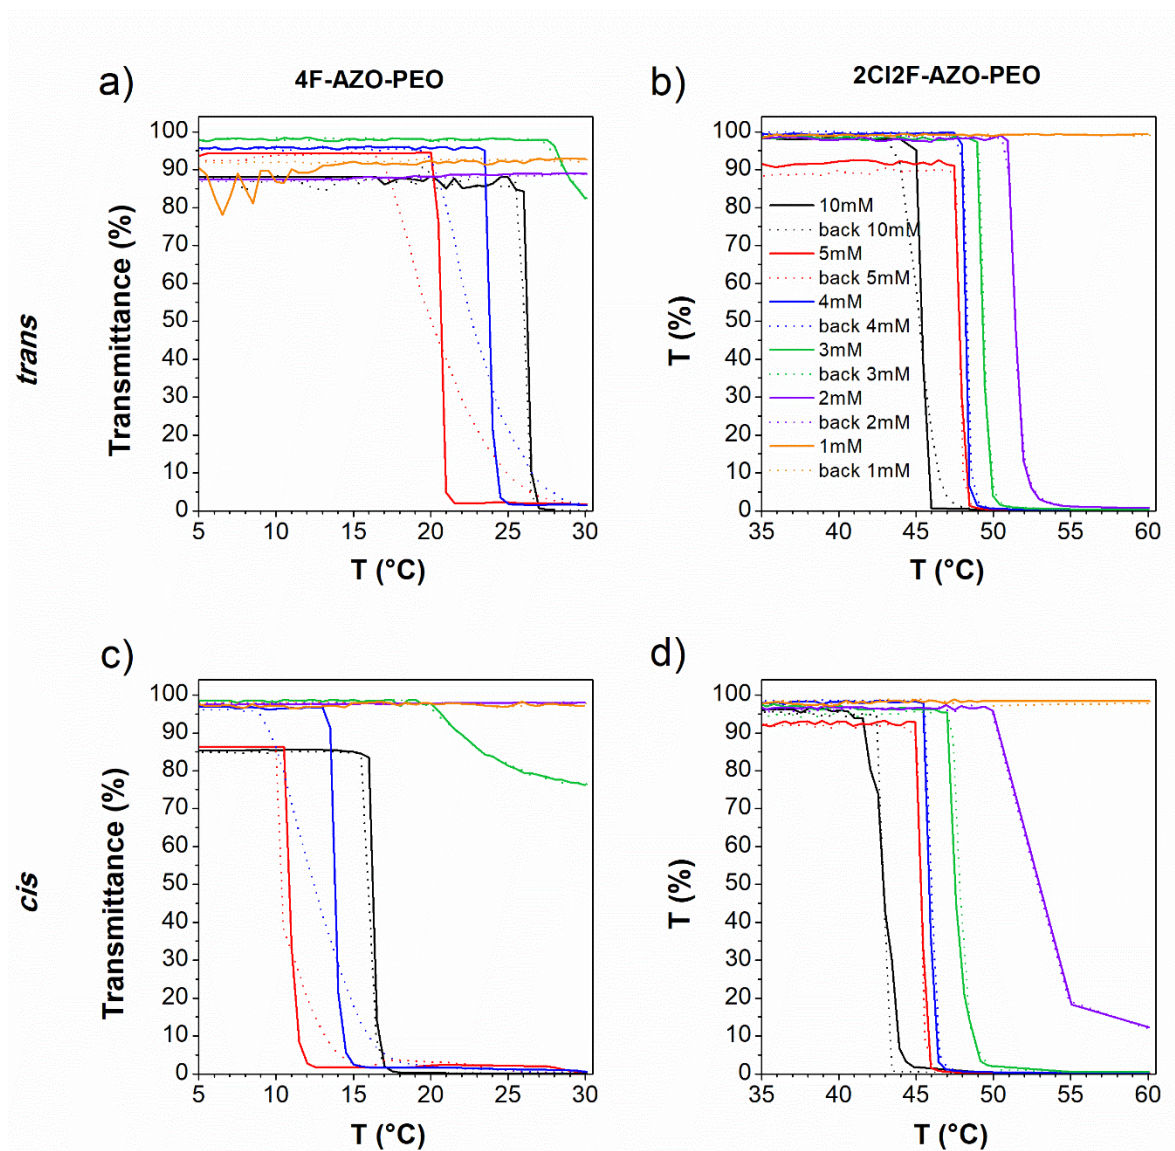 a)
4F-AZO-PEO
b)
2Cl2F-AZO-PEO
trans
Transmittance (%)
100
90
80
70
60
50
40
30
20
10
0
5
10
15
20
25
30
T (°C)
T (%)
100
90
80
70
60
50
40
30
20
10
0
10mM
back 10mM
5mM
back 5mM
4mM
back 4mM
3mM
back 3mM
2mM
back 2mM
1mM
back 1mM
35
40
45
50
55
60
T (°C)
c)
d)
cis
Transmittance (%)
100
90
80
70
60
50
40
30
20
10
0
5
10
15
20
25
30
T (°C)
T (%)
100
90
80
70
60
50
40
30
20
10
0
35
40
45
50
55
60
T (°C)